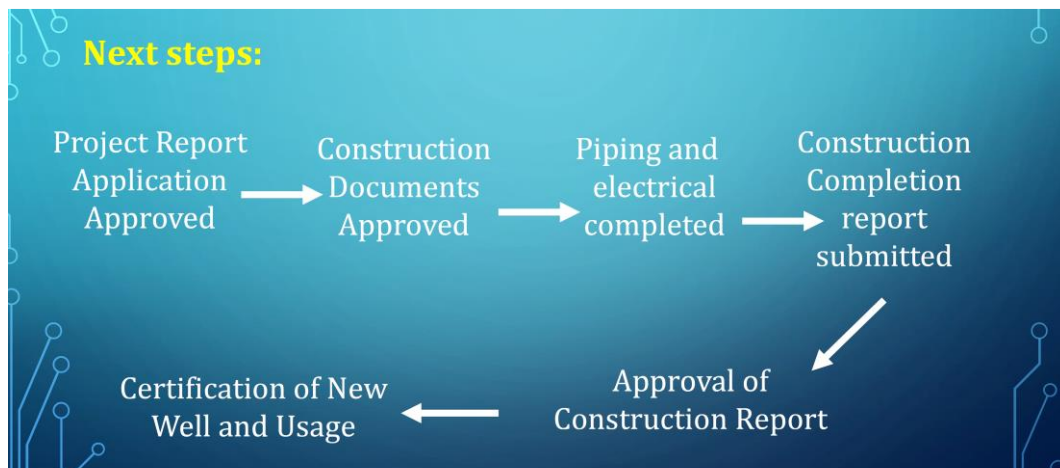 Next steps:
Project Report
Application
Approved
Construction
Documents
Approved
Piping and
electrical
completed
Construction
Completion
report
submitted
Approval of
Construction Report
Certification of New
Well and Usage